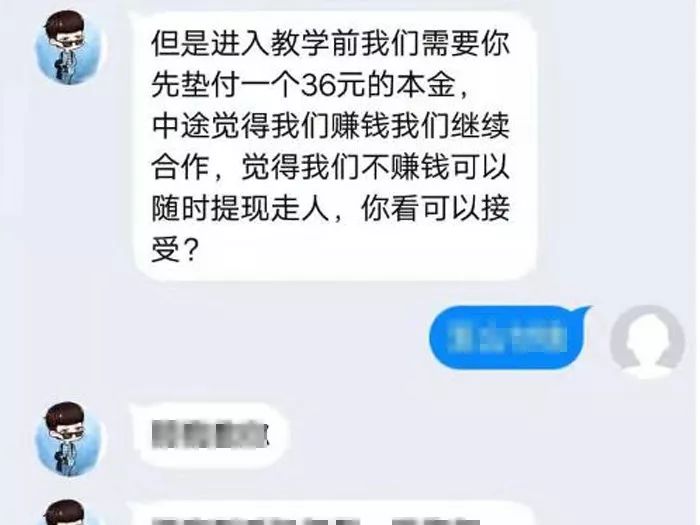 但是进入教学前我们需要你
先垫付一个36元的本金，
中途觉得我们赚钱我们继续
合作，觉得我们不赚钱可以
随时提现走人，你看可以接
受？